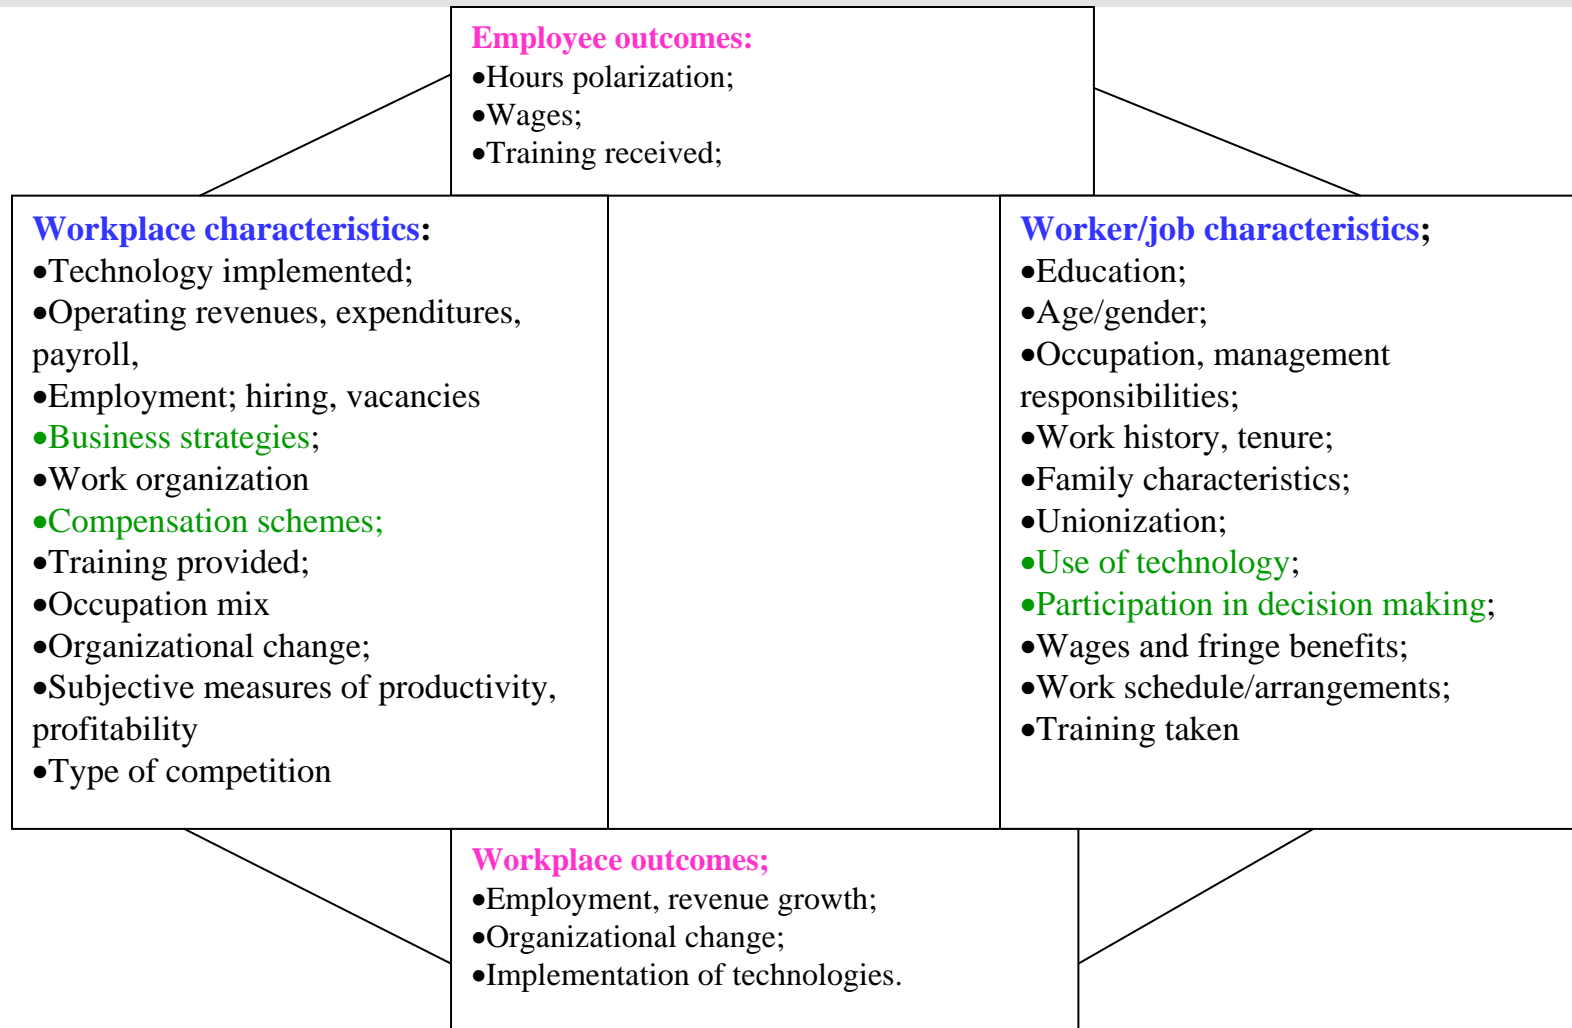 Employee outcomes:
•Hours polarization;
•Wages;
•Training received;
Workplace characteristics:
•Technology implemented;
•Operating revenues, expenditures,
payroll,
•Employment; hiring, vacancies
•Business strategies;
•Work organization
•Compensation schemes;
•Training provided;
•Occupation mix
•Organizational change;
•Subjective measures of productivity,
profitability
•Type of competition
Worker/job characteristics;
•Education;
•Age/gender;
•Occupation, management
responsibilities;
•Work history, tenure;
•Family characteristics;
•Unionization;
•Use of technology;
•Participation in decision making;
•Wages and fringe benefits;
•Work schedule/arrangements;
•Training taken
Workplace outcomes;
•Employment, revenue growth;
•Organizational change;
•Implementation of technologies.